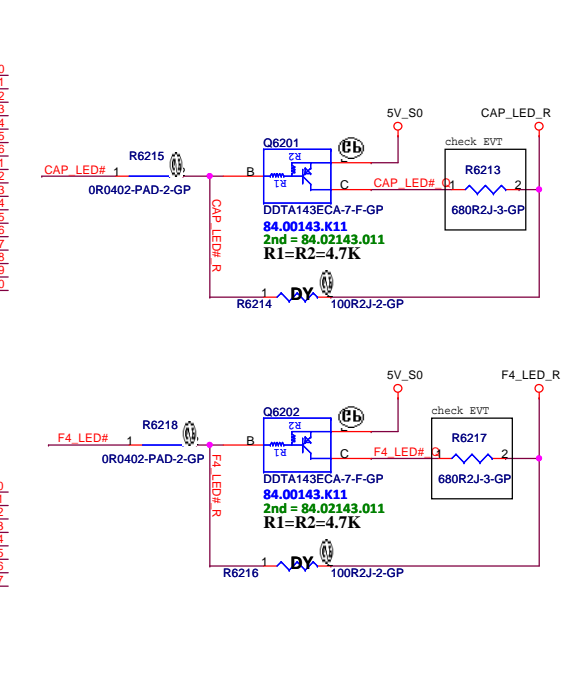 5V_S0
CAP_LED_R
Q6201
check EVT
R6215
R2
R6213
CAP_LED# 1
B
R1
C
CAP_LED#_Q
1
2
0R0402-PAD-2-GP
DDTA143ECA-7-F-GP
680R2J-3-GP
84.00143.K11
2nd = 84.02143.011
R1=R2=4.7K
CAP_LED#_R
1
DY
R6214
100R2J-2-GP
5V_S0
F4_LED_R
Q6202
check EVT
R6218
R2
R6217
F4_LED# 1
B
R1
C
F4_LED#_Q
1
2
0R0402-PAD-2-GP
DDTA143ECA-7-F-GP
680R2J-3-GP
84.00143.K11
2nd = 84.02143.011
R1=R2=4.7K
F4_LED#_R
1
DY
R6216
100R2J-2-GP